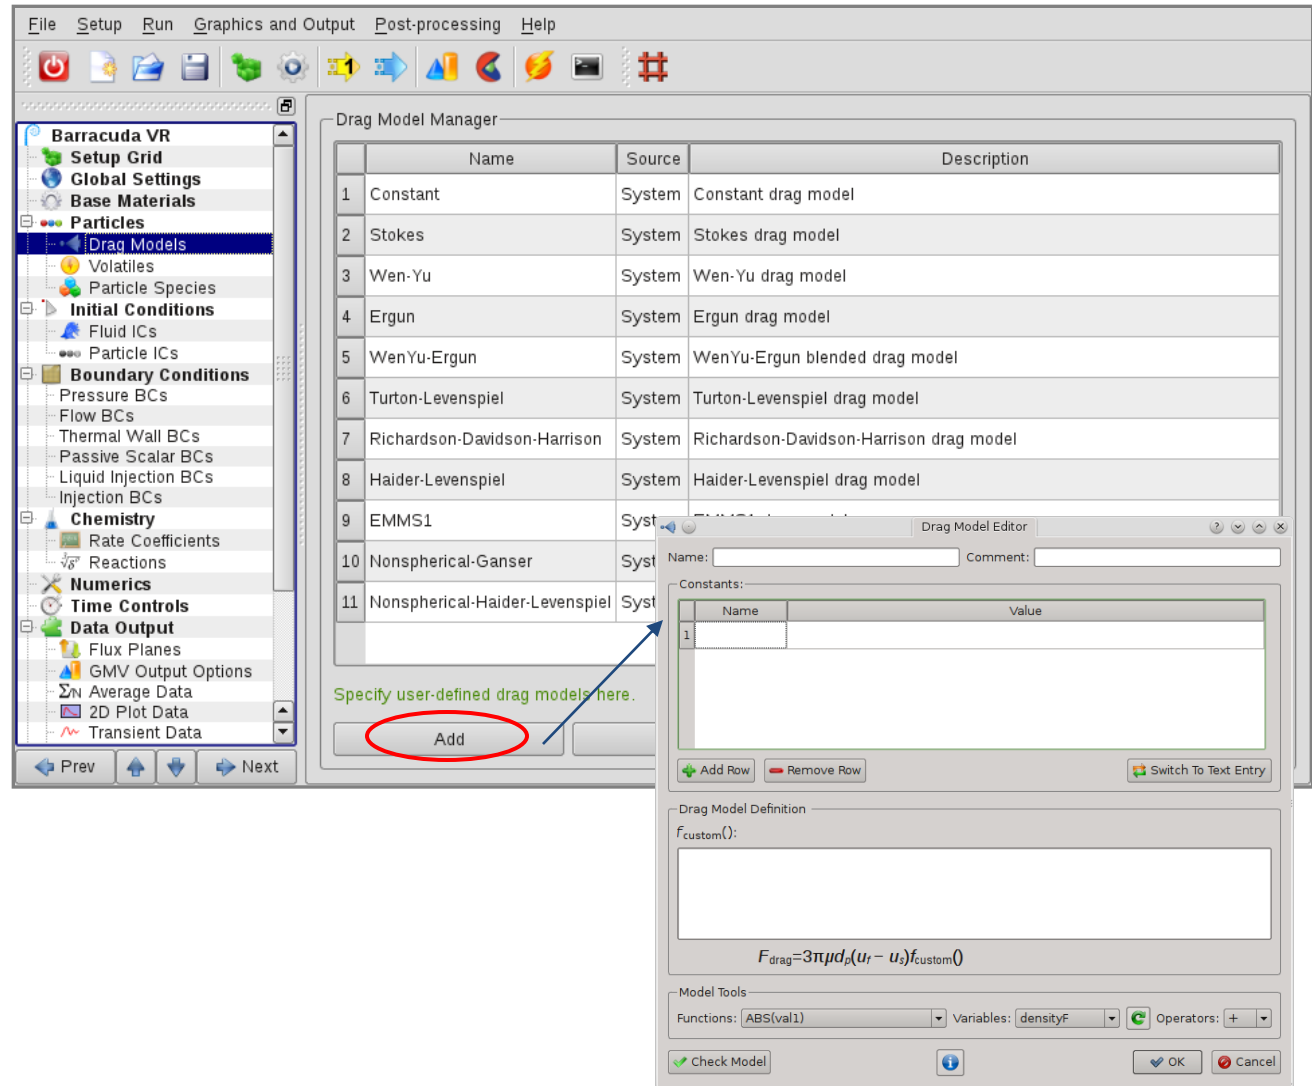 File Setup Run Graphics and Output Post-processing Help
1
Barracuda VR
Setup Grid
Global Settings
Base Materials
Particles
Drag Models
Volatiles
Particle Species
Initial Conditions
Fluid ICs
Particle ICs
Boundary Conditions
Pressure BCs
Flow BCs
Thermal Wall BCs
Passive Scalar BCs
Liquid Injection BCs
Injection BCs
Chemistry
Rate Coefficients
Reactions
Numerics
Time Controls
Data Output
Flux Planes
GMV Output Options
Average Data
2D Plot Data
Transient Data
Prev Next
Drag Model Manager
Name Source Description
1 Constant System Constant drag model
2 Stokes System Stokes drag model
3 Wen-Yu System Wen-Yu drag model
4 Ergun System Ergun drag model
5 WenYu-Ergun System WenYu-Ergun blended drag model
6 Turton-Levenspiel System Turton-Levenspiel drag model
7 Richardson-Davidson-Harrison System Richardson-Davidson-Harrison drag model
8 Haider-Levenspiel System Haider-Levenspiel drag model
9 EMMS1 Syst
10 Nonspherical-Ganser Syst
11 Nonspherical-Haider-Levenspiel Syst
Specify user-defined drag models here.
Add
Drag Model Editor
Name: Comment:
Constants:
Name Value
1
Add Row Remove Row Switch To Text Entry
Drag Model Definition
fcustom():
Fdrag=3πμdp(uf − us)fcustom()
Model Tools
Functions: ABS(val1) Variables: densityF Operators: +
Check Model OK Cancel